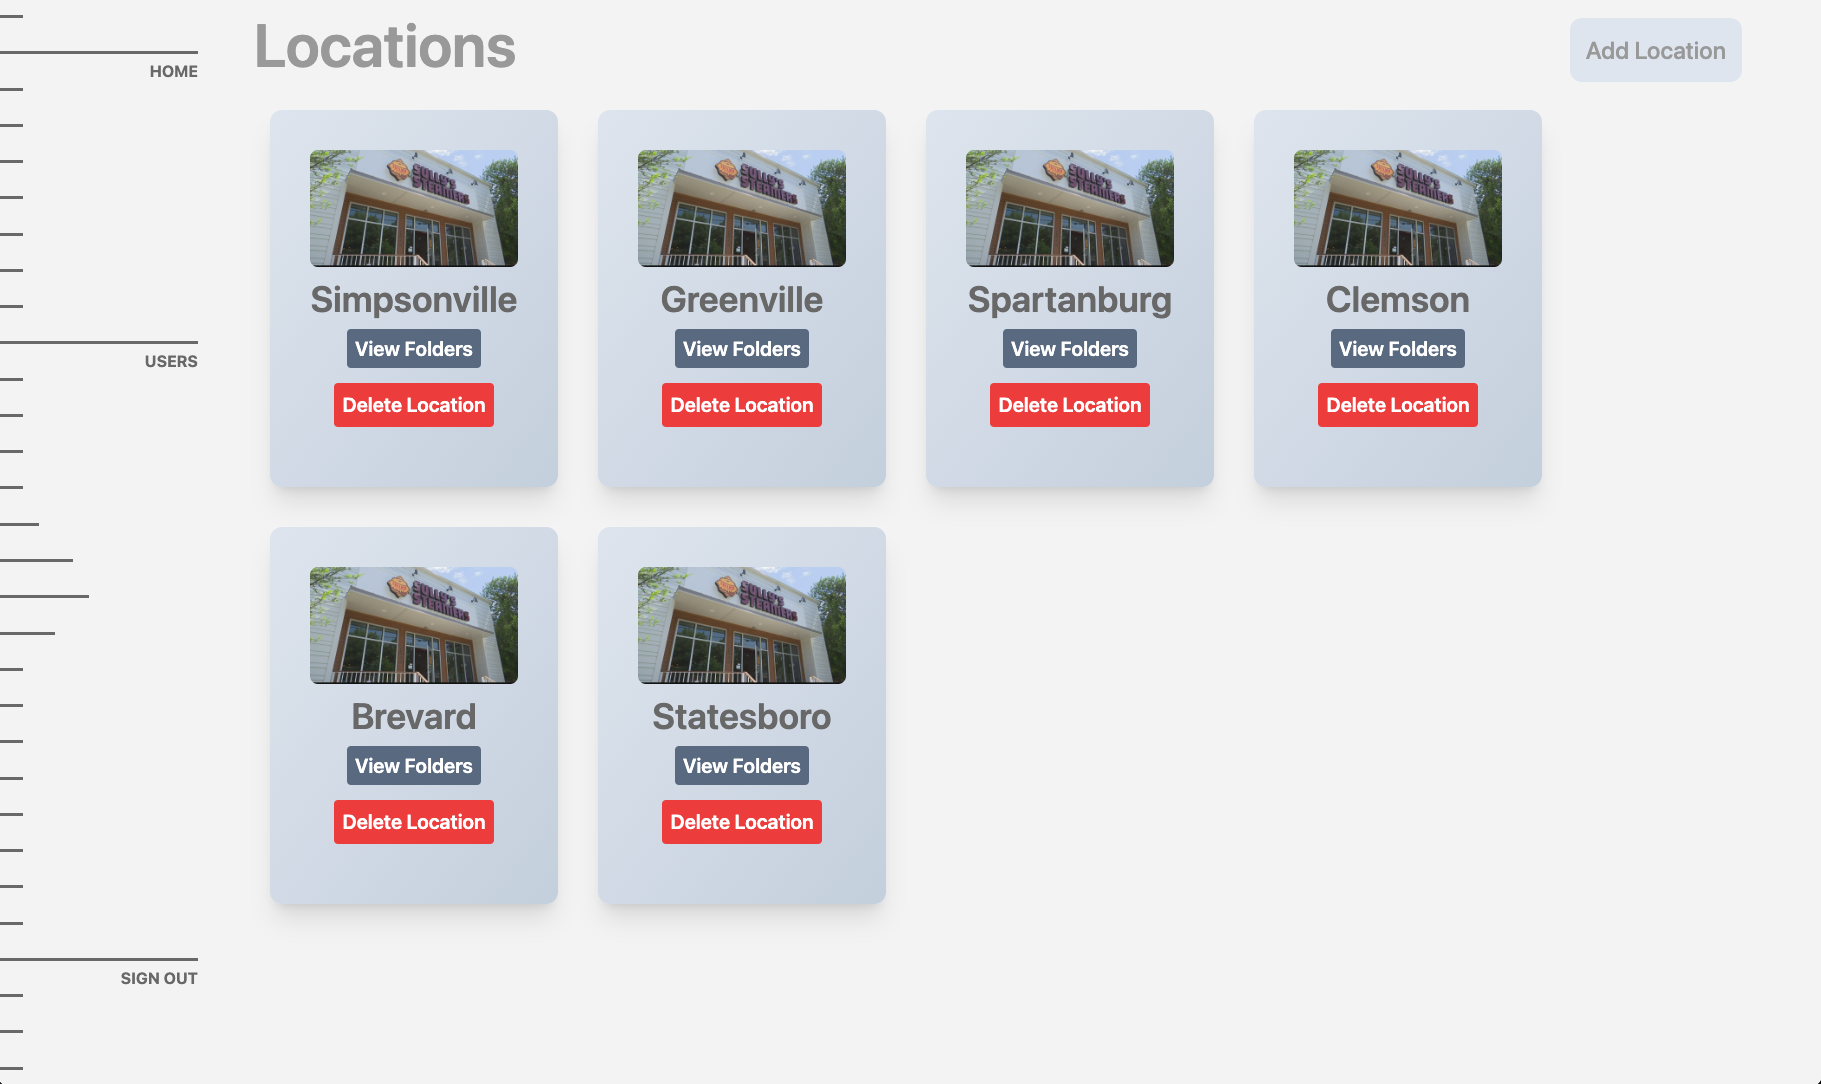 Locations
Add Location
HOME
USERS
SIGN OUT
SULLY'S
STEAMERS
Simpsonville
View Folders
Delete Location
SULLY'S
STEAMERS
Greenville
View Folders
Delete Location
SULLY'S
STEAMERS
Spartanburg
View Folders
Delete Location
SULLY'S
STEAMERS
Clemson
View Folders
Delete Location
SULLY'S
STEAMERS
Brevard
View Folders
Delete Location
SULLY'S
STEAMERS
Statesboro
View Folders
Delete Location